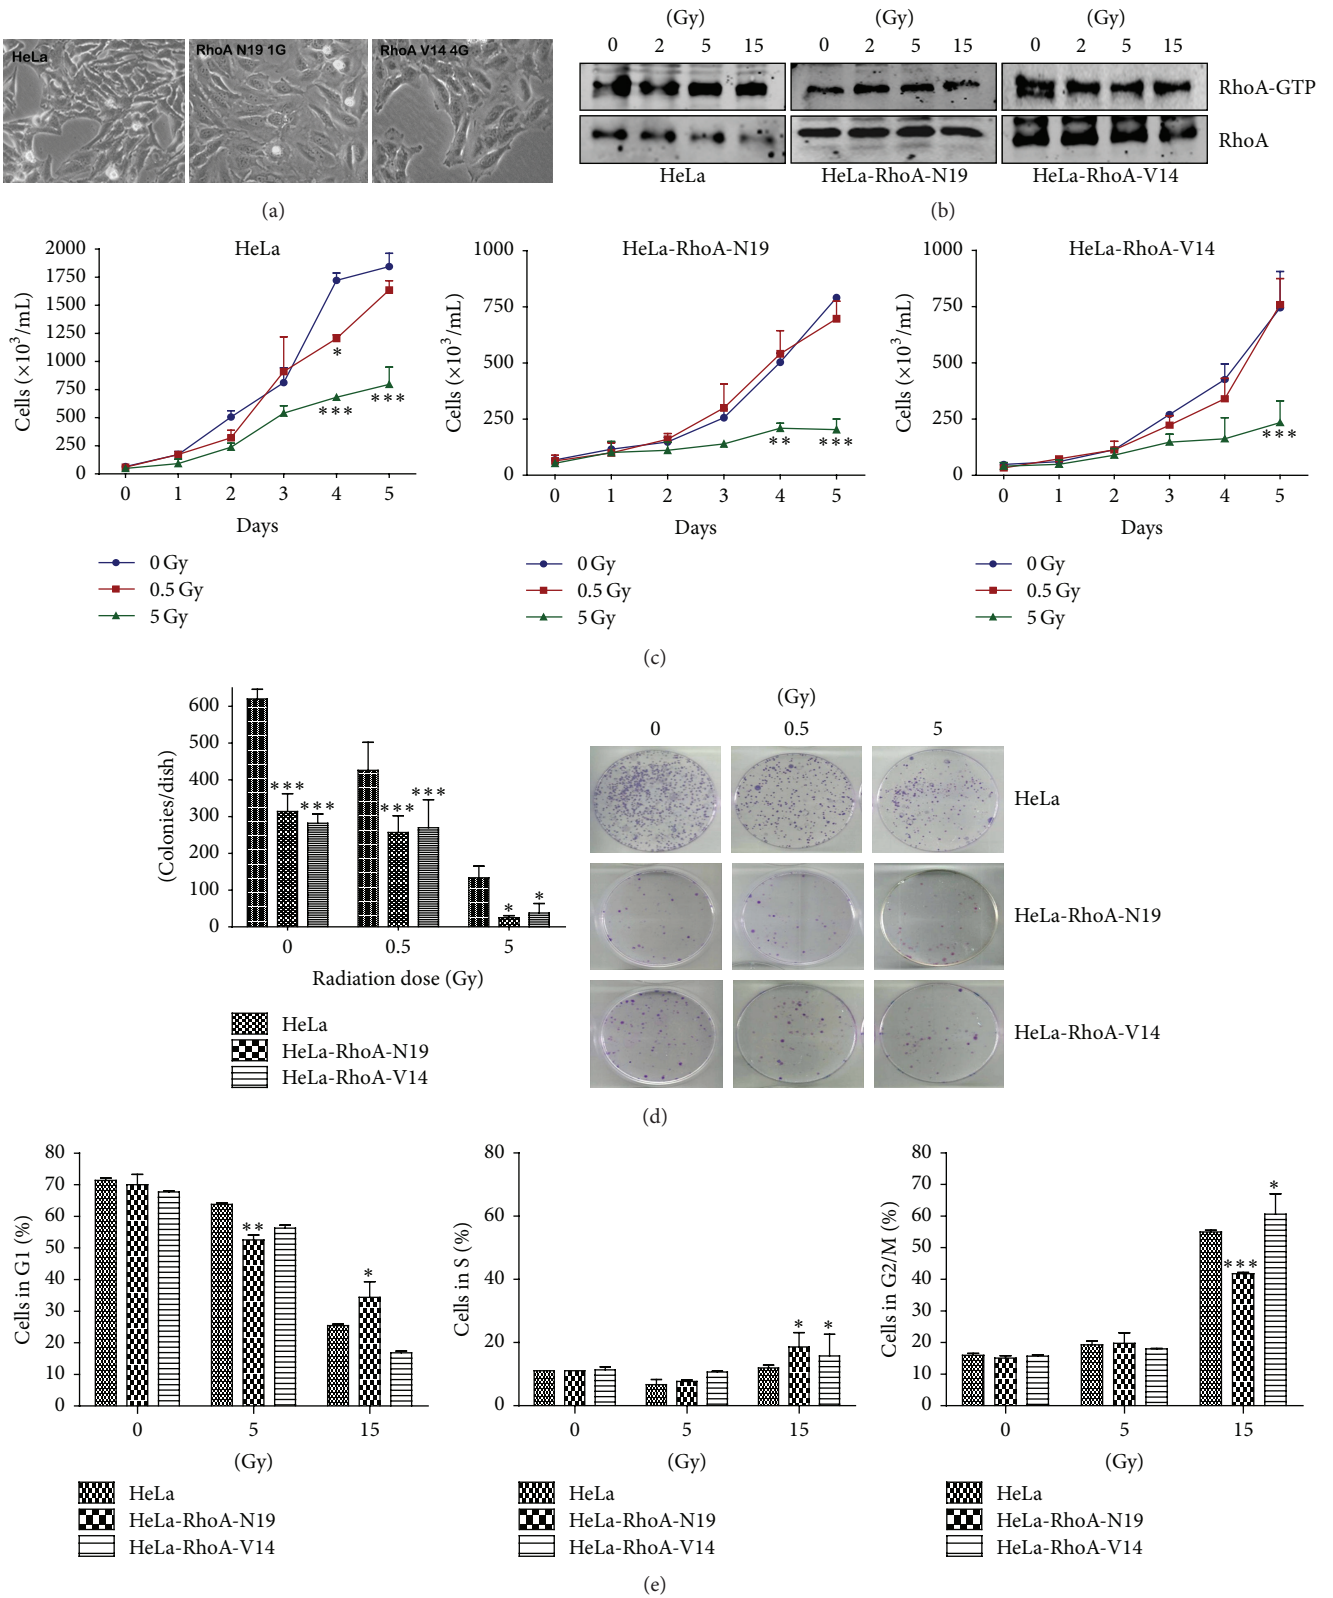 HeLa
RhoA N19 1G
RhoA V14 4G
(a)
(Gy) (Gy) (Gy)
0 2 5 15 0 2 5 15 0 2 5 15
RhoA-GTP
RhoA
HeLa HeLa-RhoA-N19 HeLa-RhoA-V14
(b)
HeLa
Cells (×10³/mL)
2000
1750
1500
1250
1000
750
500
250
0
*
***
***
0 1 2 3 4 5
Days
0 Gy
0.5 Gy
5 Gy
HeLa-RhoA-N19
Cells (×10³/mL)
1000
750
500
250
0
**
***
0 1 2 3 4 5
Days
0 Gy
0.5 Gy
5 Gy
HeLa-RhoA-V14
Cells (×10³/mL)
1000
750
500
250
0
***
0 1 2 3 4 5
Days
0 Gy
0.5 Gy
5 Gy
(c)
(Colonies/dish)
600
500
400
300
200
100
0
***
***
***
***
*
*
0 0.5 5
Radiation dose (Gy)
HeLa
HeLa-RhoA-N19
HeLa-RhoA-V14
(Gy)
0 0.5 5
HeLa
HeLa-RhoA-N19
HeLa-RhoA-V14
(d)
Cells in G1 (%)
80
70
60
50
40
30
20
10
0
**
*
0 5 15
(Gy)
HeLa
HeLa-RhoA-N19
HeLa-RhoA-V14
Cells in S (%)
80
60
40
20
0
*
*
0 5 15
(Gy)
HeLa
HeLa-RhoA-N19
HeLa-RhoA-V14
Cells in G2/M (%)
80
70
60
50
40
30
20
10
0
***
*
0 5 15
(Gy)
HeLa
HeLa-RhoA-N19
HeLa-RhoA-V14
(e)